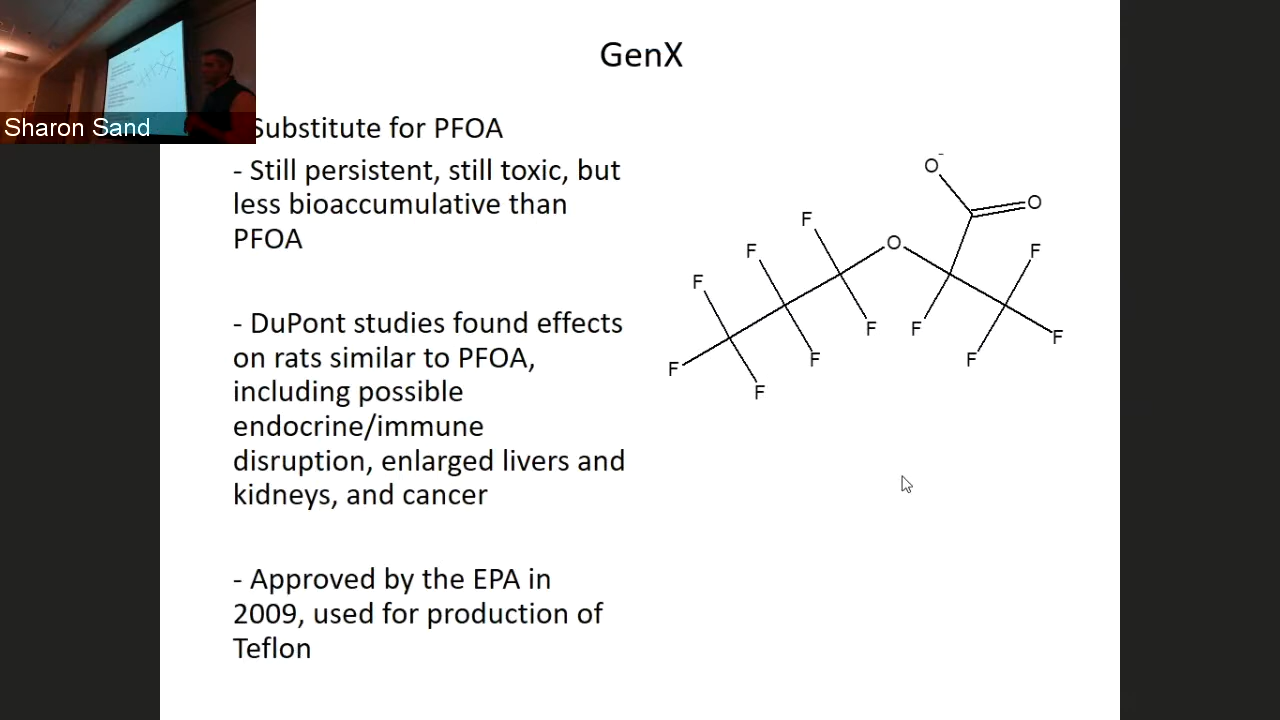 GenX
Sharon Sand
Substitute for PFOA
- Still persistent, still toxic, but
less bioaccumulative than
PFOA
- DuPont studies found effects
on rats similar to PFOA,
including possible
endocrine/immune
disruption, enlarged livers and
kidneys, and cancer
- Approved by the EPA in
2009, used for production of
Teflon
O-
O
F
O
F
F
F
F
F
F
F
F
F
F